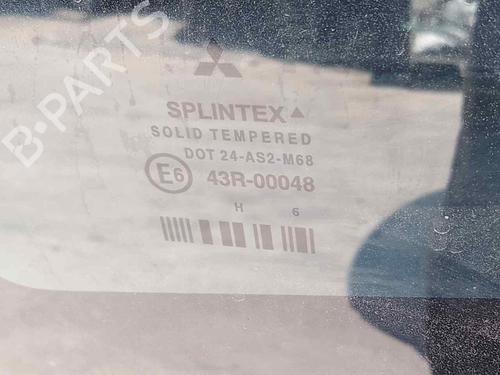 B-PARTS
SPLINTEX
SOLID TEMPERED
DOT 24-AS2-M68
E6 43R-00048
H 6